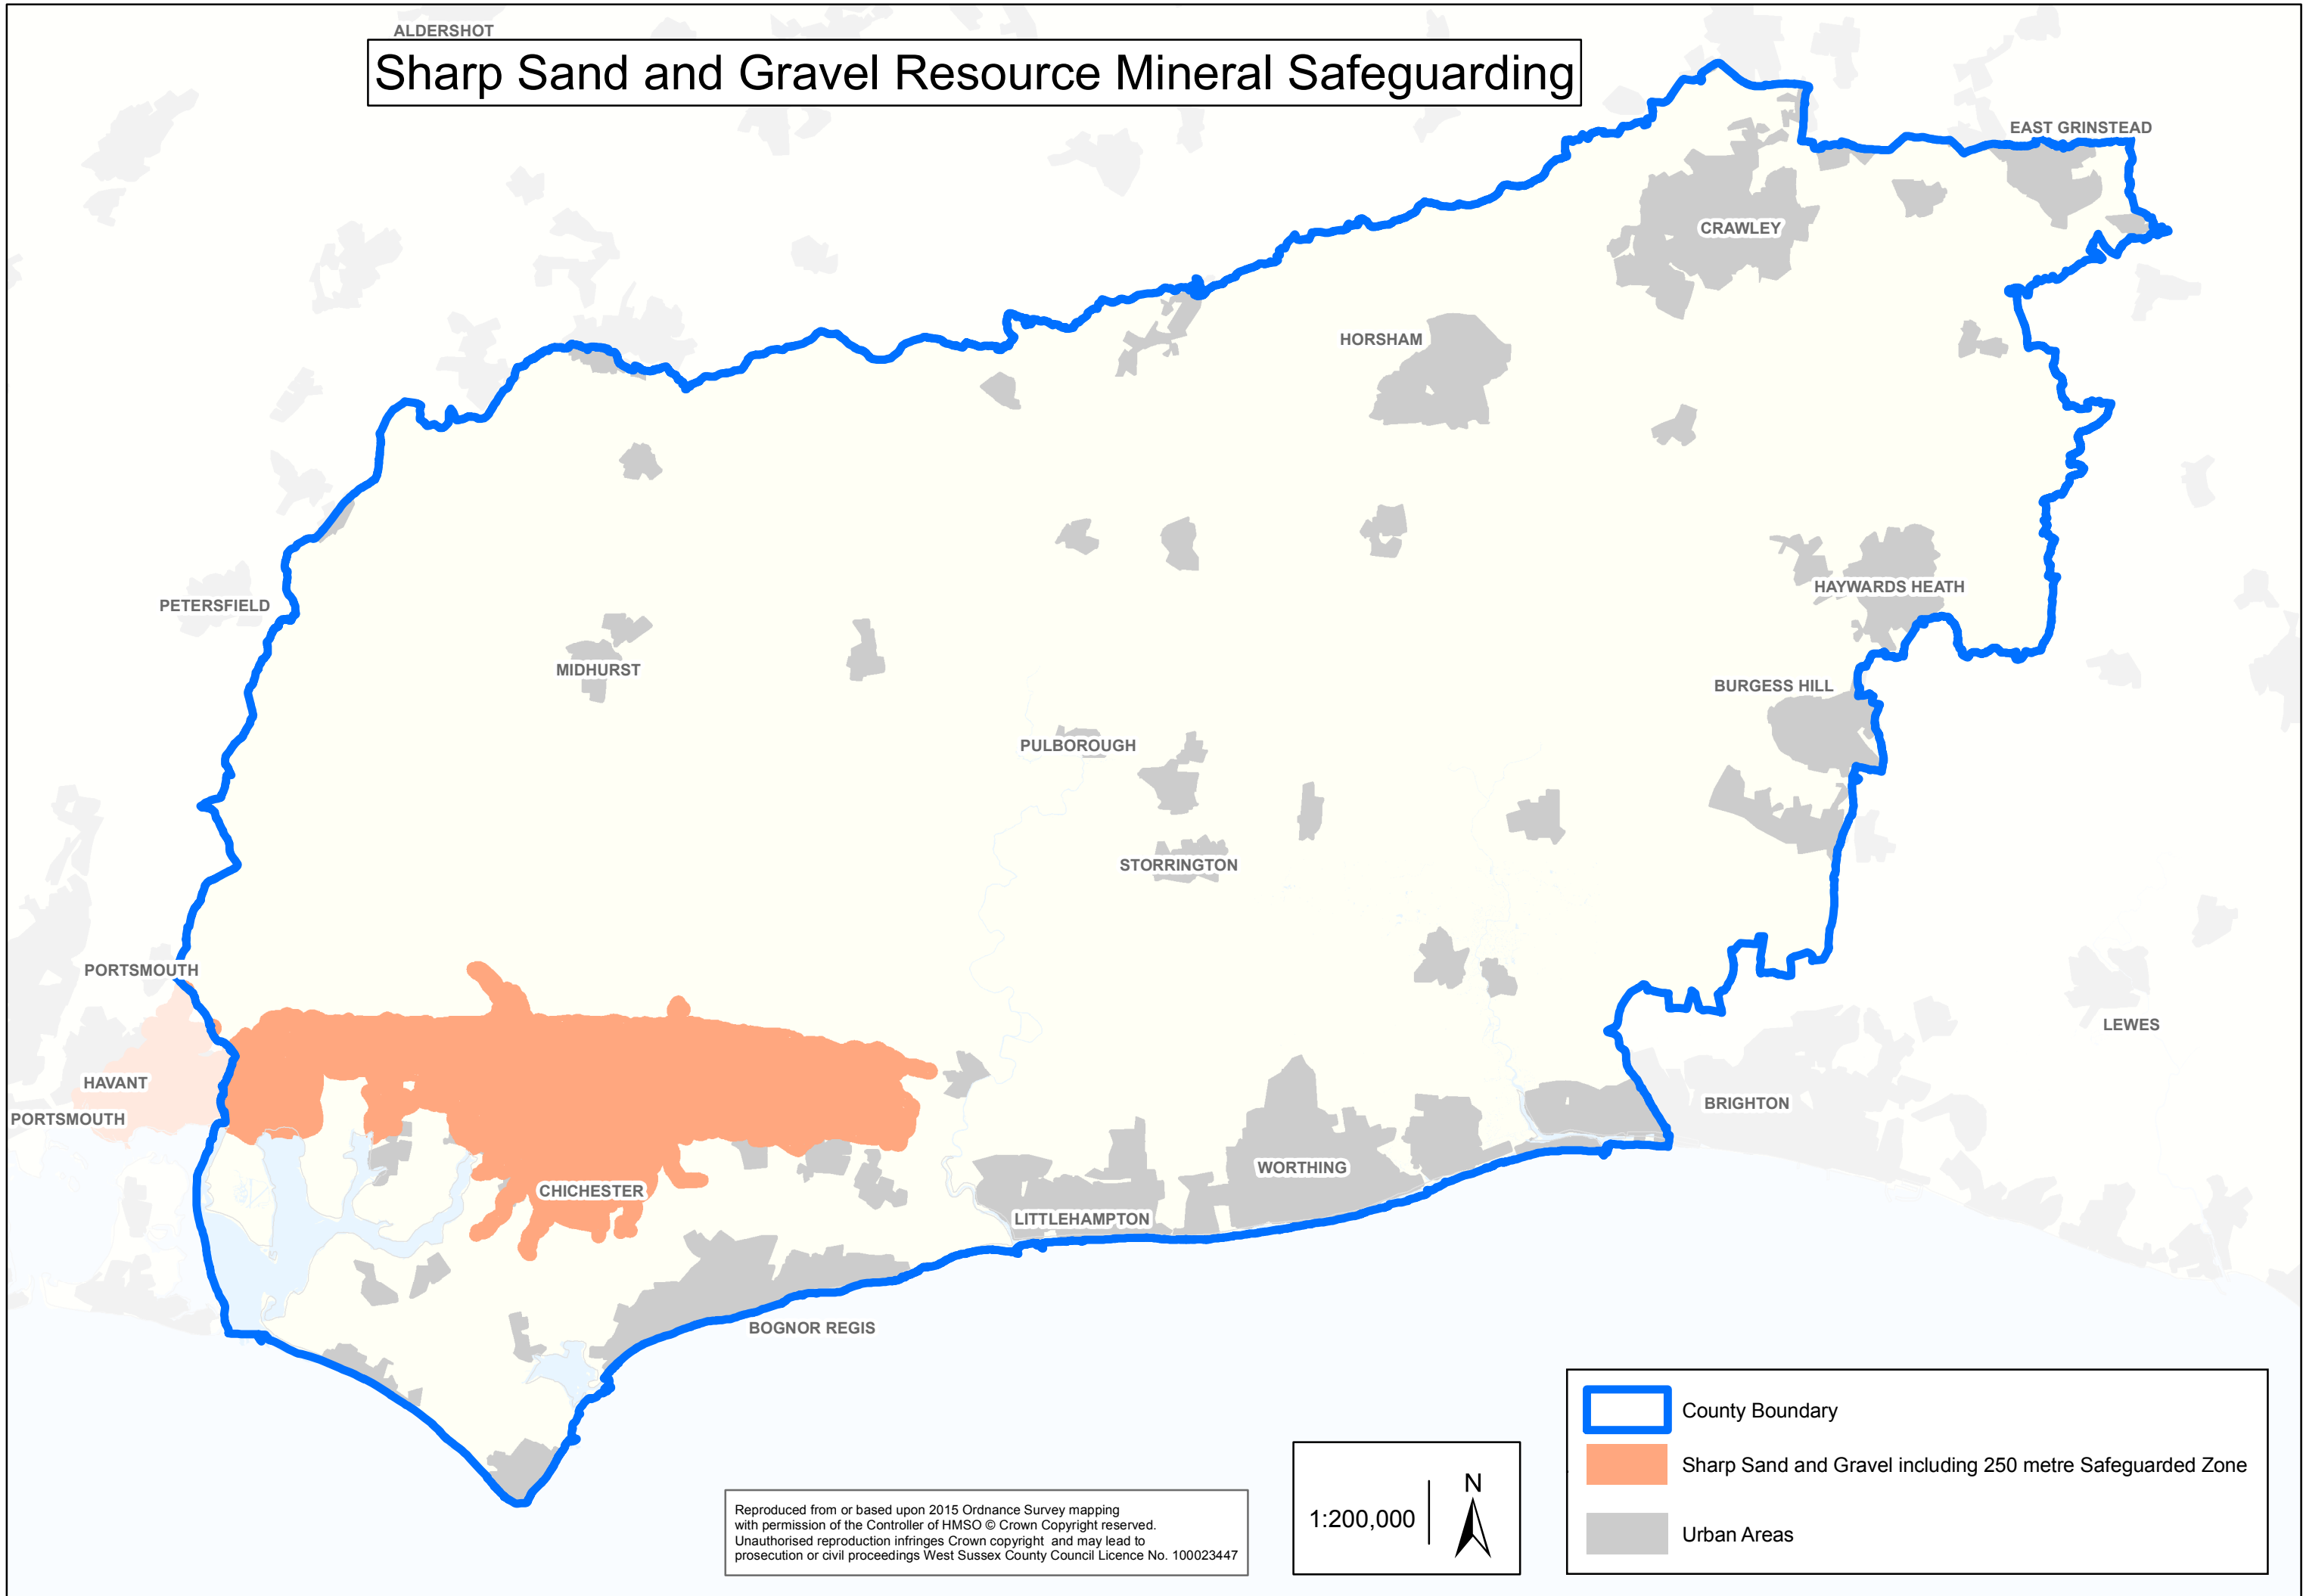 ALDERSHOT
Sharp Sand and Gravel Resource Mineral Safeguarding
EAST GRINSTEAD
CRAWLEY
HORSHAM
HAYWARDS HEATH
PETERSFIELD
MIDHURST
BURGESS HILL
PULBOROUGH
STORRINGTON
PORTSMOUTH
LEWES
HAVANT
BRIGHTON
PORTSMOUTH
WORTHING
CHICHESTER
LITTLEHAMPTON
BOGNOR REGIS
County Boundary
Sharp Sand and Gravel including 250 metre Safeguarded Zone
Urban Areas
N
1:200,000
Reproduced from or based upon 2015 Ordnance Survey mapping
with permission of the Controller of HMSO © Crown Copyright reserved.
Unauthorised reproduction infringes Crown copyright and may lead to
prosecution or civil proceedings West Sussex County Council Licence No. 100023447